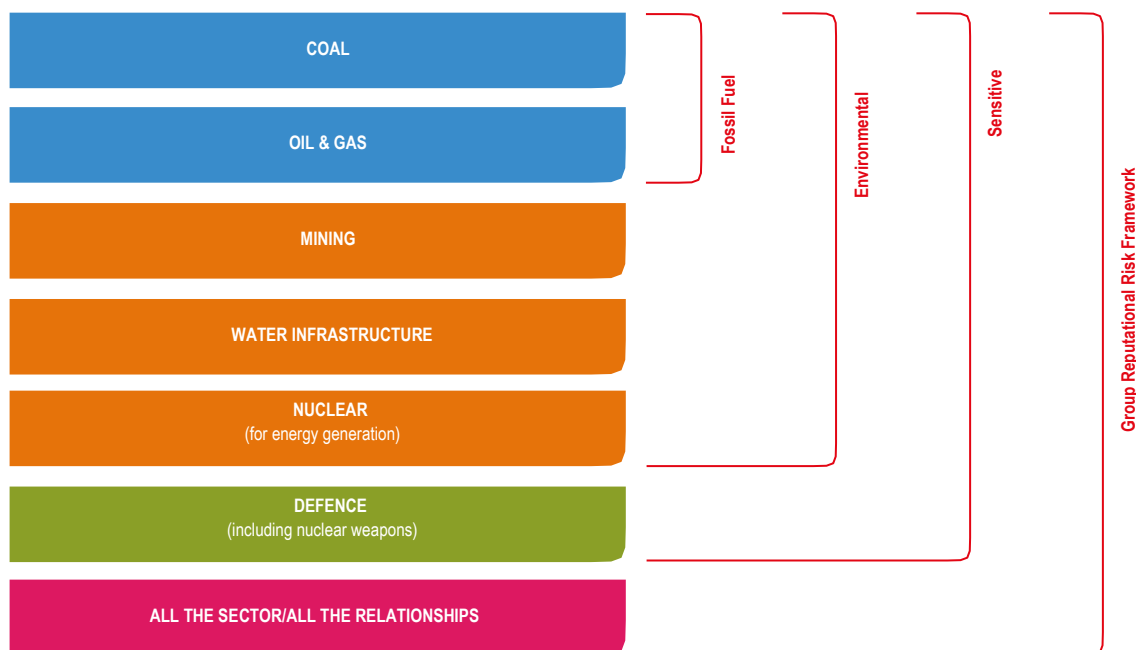 COAL
OIL & GAS
MINING
WATER INFRASTRUCTURE
NUCLEAR
(for energy generation)
DEFENCE
(including nuclear weapons)
ALL THE SECTOR/ALL THE RELATIONSHIPS
Fossil Fuel
Environmental
Sensitive
Group Reputational Risk Framework